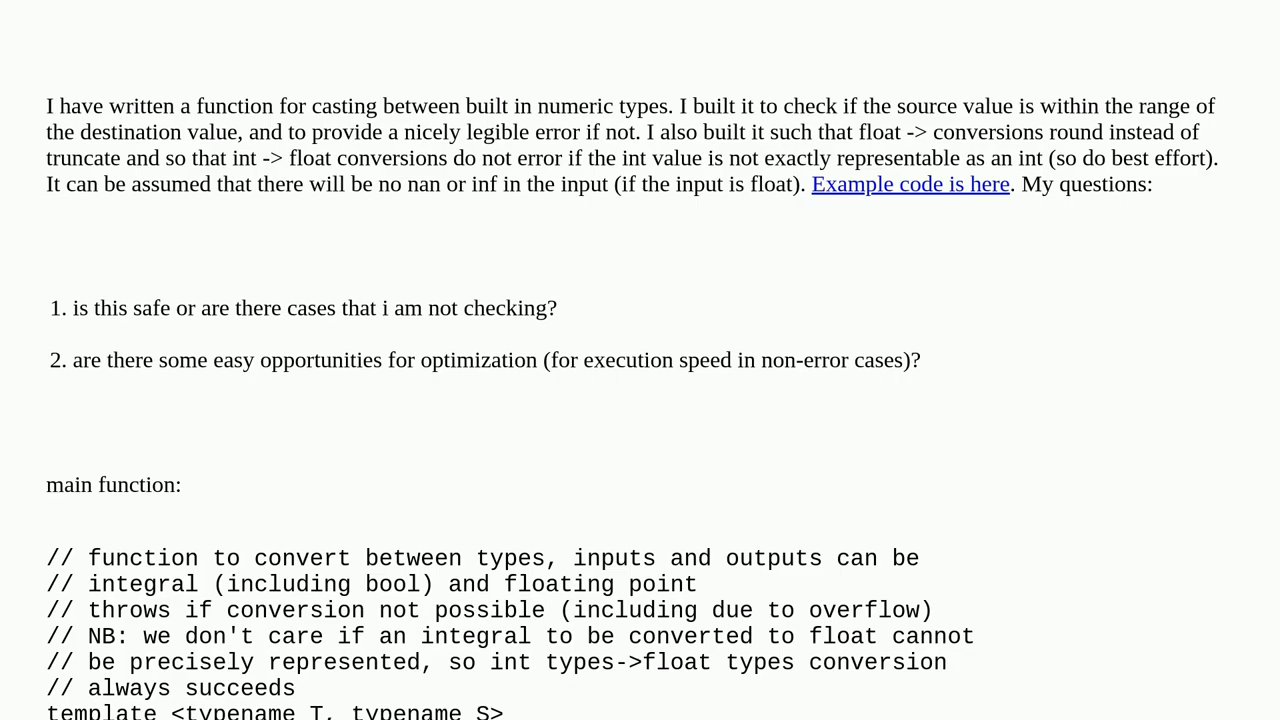 I have written a function for casting between built in numeric types. I built it to check if the source value is within the range of
the destination value, and to provide a nicely legible error if not. I also built it such that float -> conversions round instead of
truncate and so that int -> float conversions do not error if the int value is not exactly representable as an int (so do best effort).
It can be assumed that there will be no nan or inf in the input (if the input is float). Example code is here. My questions:
1. is this safe or are there cases that i am not checking?
2. are there some easy opportunities for optimization (for execution speed in non-error cases)?
main function:
// function to convert between types, inputs and outputs can be
// integral (including bool) and floating point
// throws if conversion not possible (including due to overflow)
// NB: we don't care if an integral to be converted to float cannot
// be precisely represented, so int types->float types conversion
// always succeeds
template <typename T, typename S>